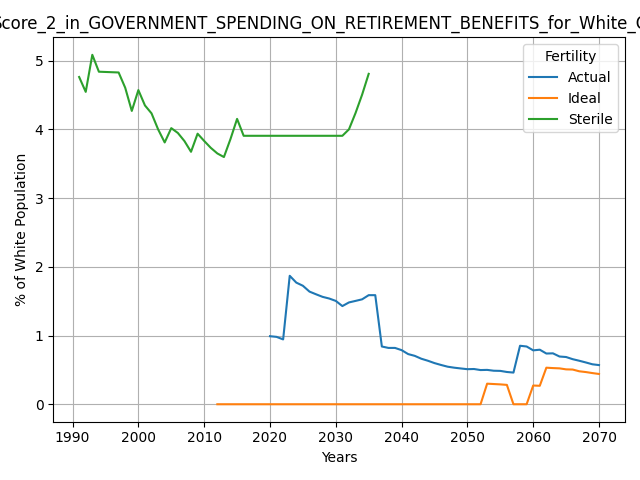 Score_2_in_GOVERNMENT_SPENDING_ON_RETIREMENT_BENEFITS_for_White_
Fertility
Actual
Ideal
Sterile
% of White Population
5
4
3
2
1
0
1990 2000 2010 2020 2030 2040 2050 2060 2070
Years